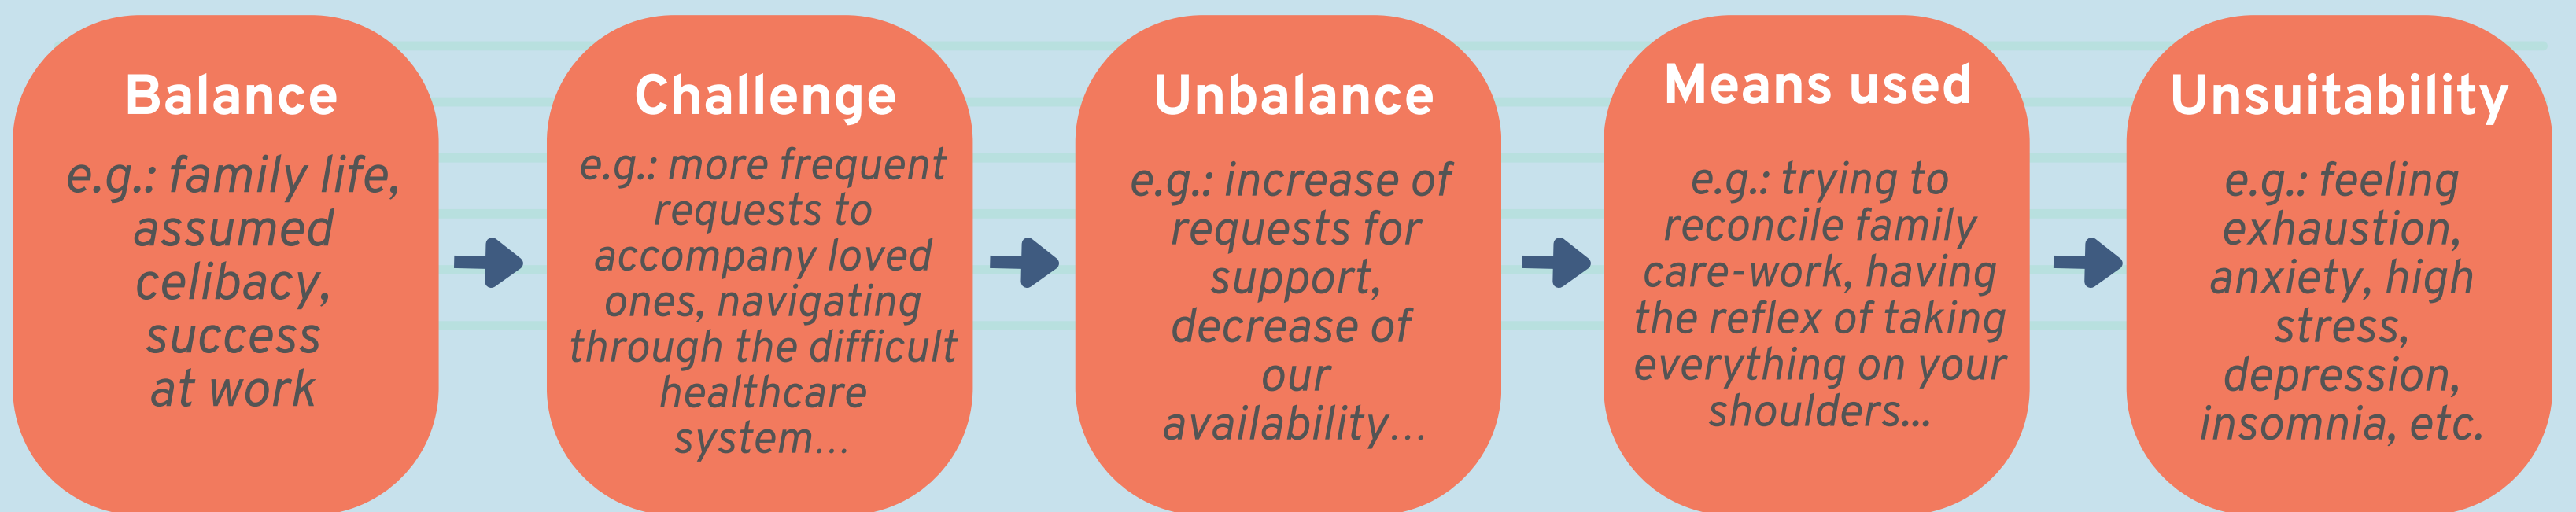 Balance
e.g.: family life,
assumed
celibacy,
success
at work
Challenge
e.g.: more frequent
requests to
accompany loved
ones, navigating
through the difficult
healthcare
system...
Unbalance
e.g.: increase of
requests for
support,
decrease of
our
availability...
Means used
e.g.: trying to
reconcile family
care-work, having
the reflex of taking
everything on your
shoulders...
Unsuitability
e.g.: feeling
exhaustion,
anxiety, high
stress,
depression,
insomnia, etc.